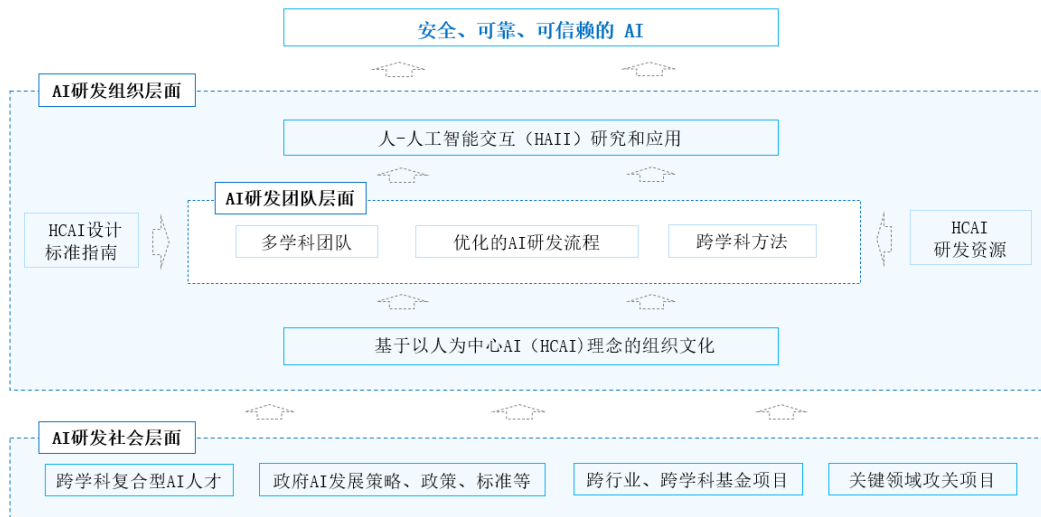 安全、可靠、可信赖的 AI
AI研发组织层面
人-人工智能交互（HAII）研究和应用
AI研发团队层面
HCAI设计
标准指南
多学科团队
优化的AI研发流程
跨学科方法
HCAI
研发资源
基于以人为中心AI（HCAI)理念的组织文化
AI研发社会层面
跨学科复合型AI人才
政府AI发展策略、政策、标准等
跨行业、跨学科基金项目
关键领域攻关项目